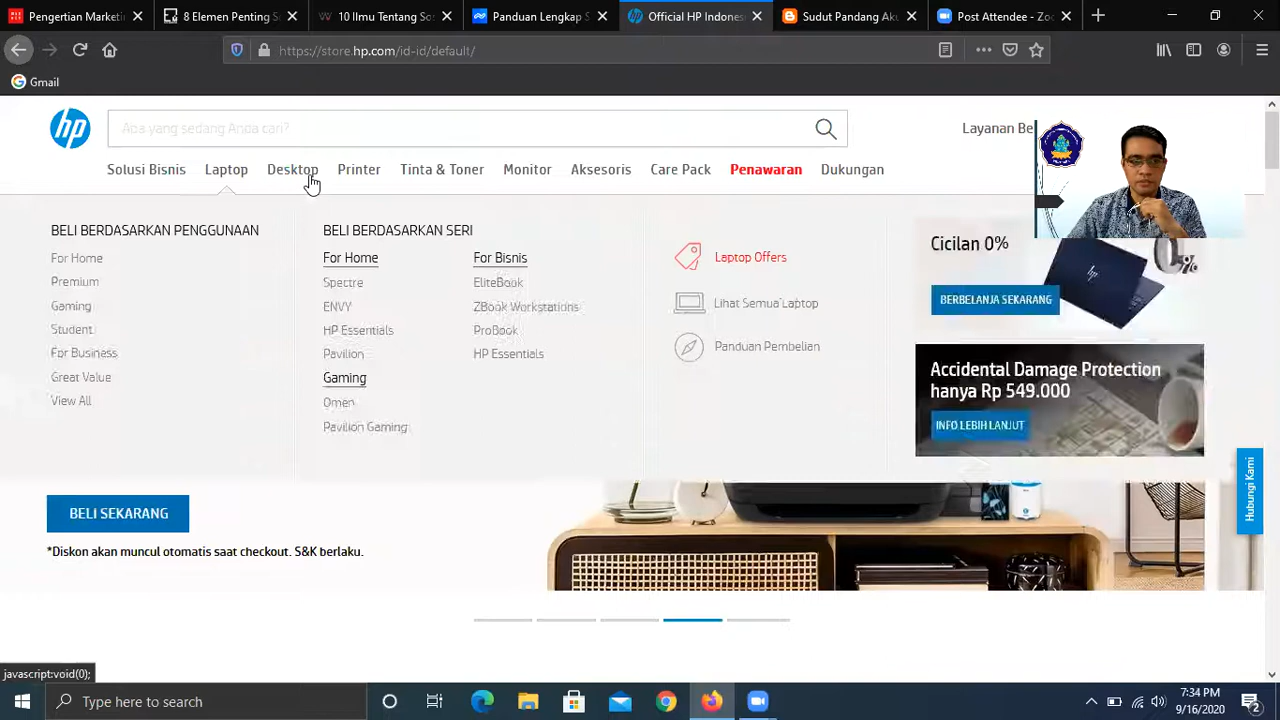 Pengertian Marketi
8 Elemen Penting S
10 Ilmu Tentang So
Panduan Lengkap S
Official HP Indones
Sudut Pandang Aku
Post Attendee - Zoo
https://store.hp.com/id-id/default/
Gmail
hp
Apa yang sedang Anda cari?
Layanan Be
Solusi Bisnis
Laptop
Desktop
Printer
Tinta & Toner
Monitor
Aksesoris
Care Pack
Penawaran
Dukungan
BELI BERDASARKAN PENGGUNAAN
For Home
Premium
Gaming
Student
For Business
Great Value
View All
BELI BERDASARKAN SERI
For Home
Spectre
ENVY
HP Essentials
Pavilion
Gaming
Omen
Pavilion Gaming
For Bisnis
EliteBook
ZBook Workstations
ProBook
HP Essentials
Laptop Offers
Lihat Semua Laptop
Panduan Pembelian
Cicilan 0%
BERBELANJA SEKARANG
Accidental Damage Protection
hanya Rp 549.000
INFO LEBIH LANJUT
Hubungi Kami
BELI SEKARANG
*Diskon akan muncul otomatis saat checkout. S&K berlaku.
javascript:void(0);
Type here to search
7:34 PM
9/16/2020
2